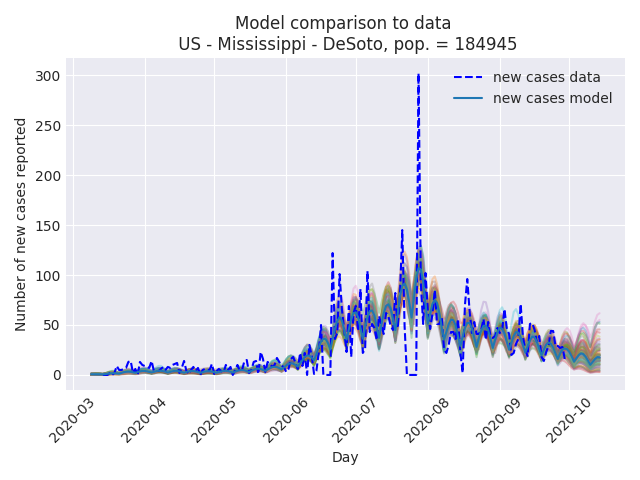 Model comparison to data
US - Mississippi - DeSoto, pop. = 184945
new cases data
new cases model
Number of new cases reported
300
250
200
150
100
50
0
2020-03
2020-04
2020-05
2020-06
2020-07
2020-08
2020-09
2020-10
Day